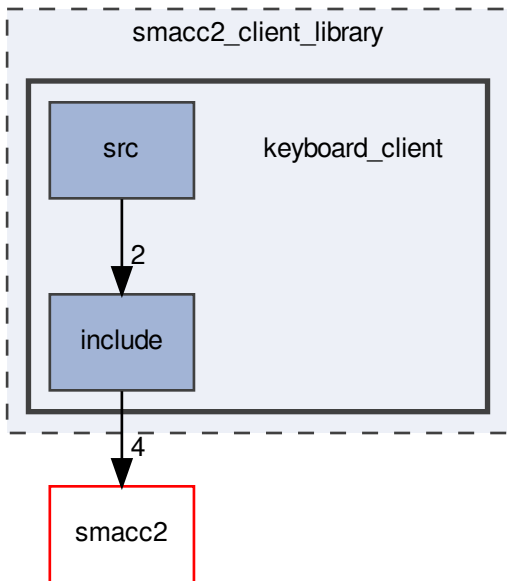 smacc2_client_library
src
keyboard_client
2
include
4
smacc2